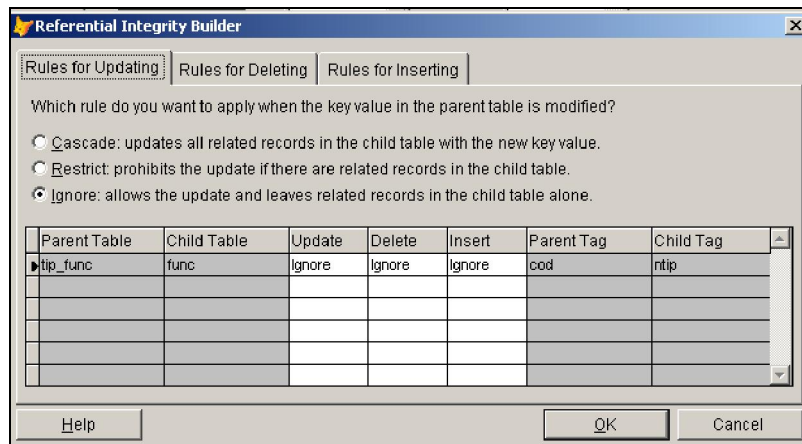 Referential Integrity Builder
Rules for Updating Rules for Deleting Rules for Inserting
Which rule do you want to apply when the key value in the parent table is modified?
Cascade: updates all related records in the child table with the new key value.
Restrict: prohibits the update if there are related records in the child table.
Ignore: allows the update and leaves related records in the child table alone.
Parent Table Child Table Update Delete Insert Parent Tag Child Tag
tip_func func Ignore Ignore Ignore cod ntip
Help OK Cancel